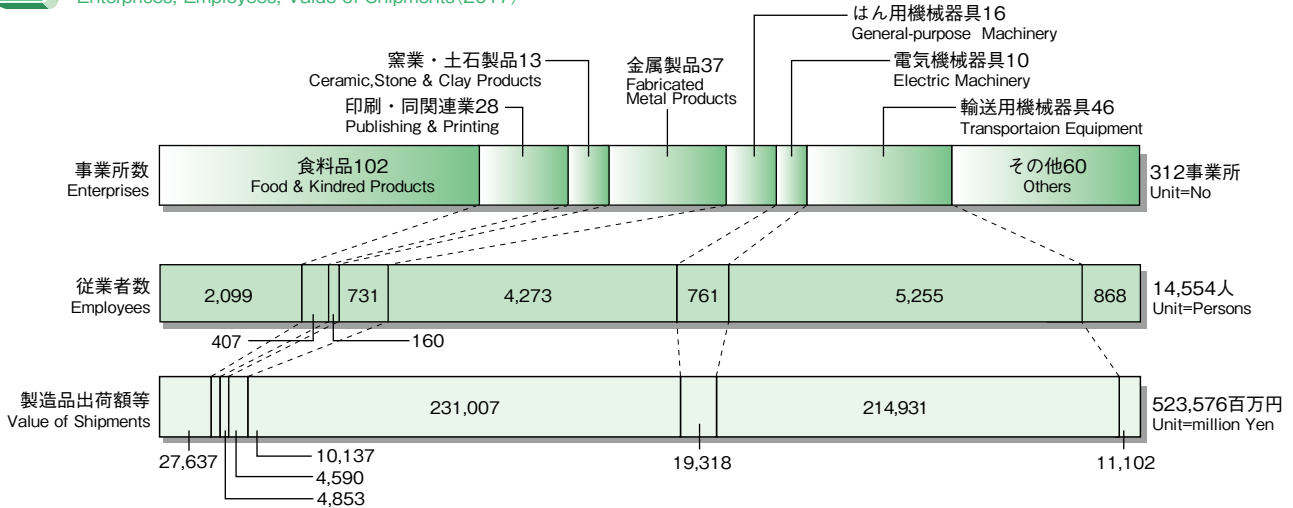 Enterprises, Employees, Value of Shipments(2017)
はん用機械器具16
General-purpose Machinery
窯業・土石製品13
Ceramic,Stone & Clay Products
金属製品37
Fabricated
Metal Products
電気機械器具10
Electric Machinery
印刷・同関連業28
Publishing & Printing
輸送用機械器具46
Transportaion Equipment
事業所数
Enterprises
食料品102
Food & Kindred Products
その他60
Others
312事業所
Unit=No
従業者数
Employees
2,099
731
4,273
761
5,255
868
14,554人
Unit=Persons
407
160
製造品出荷額等
Value of Shipments
231,007
214,931
523,576百万円
Unit=million Yen
27,637
10,137
19,318
11,102
4,590
4,853